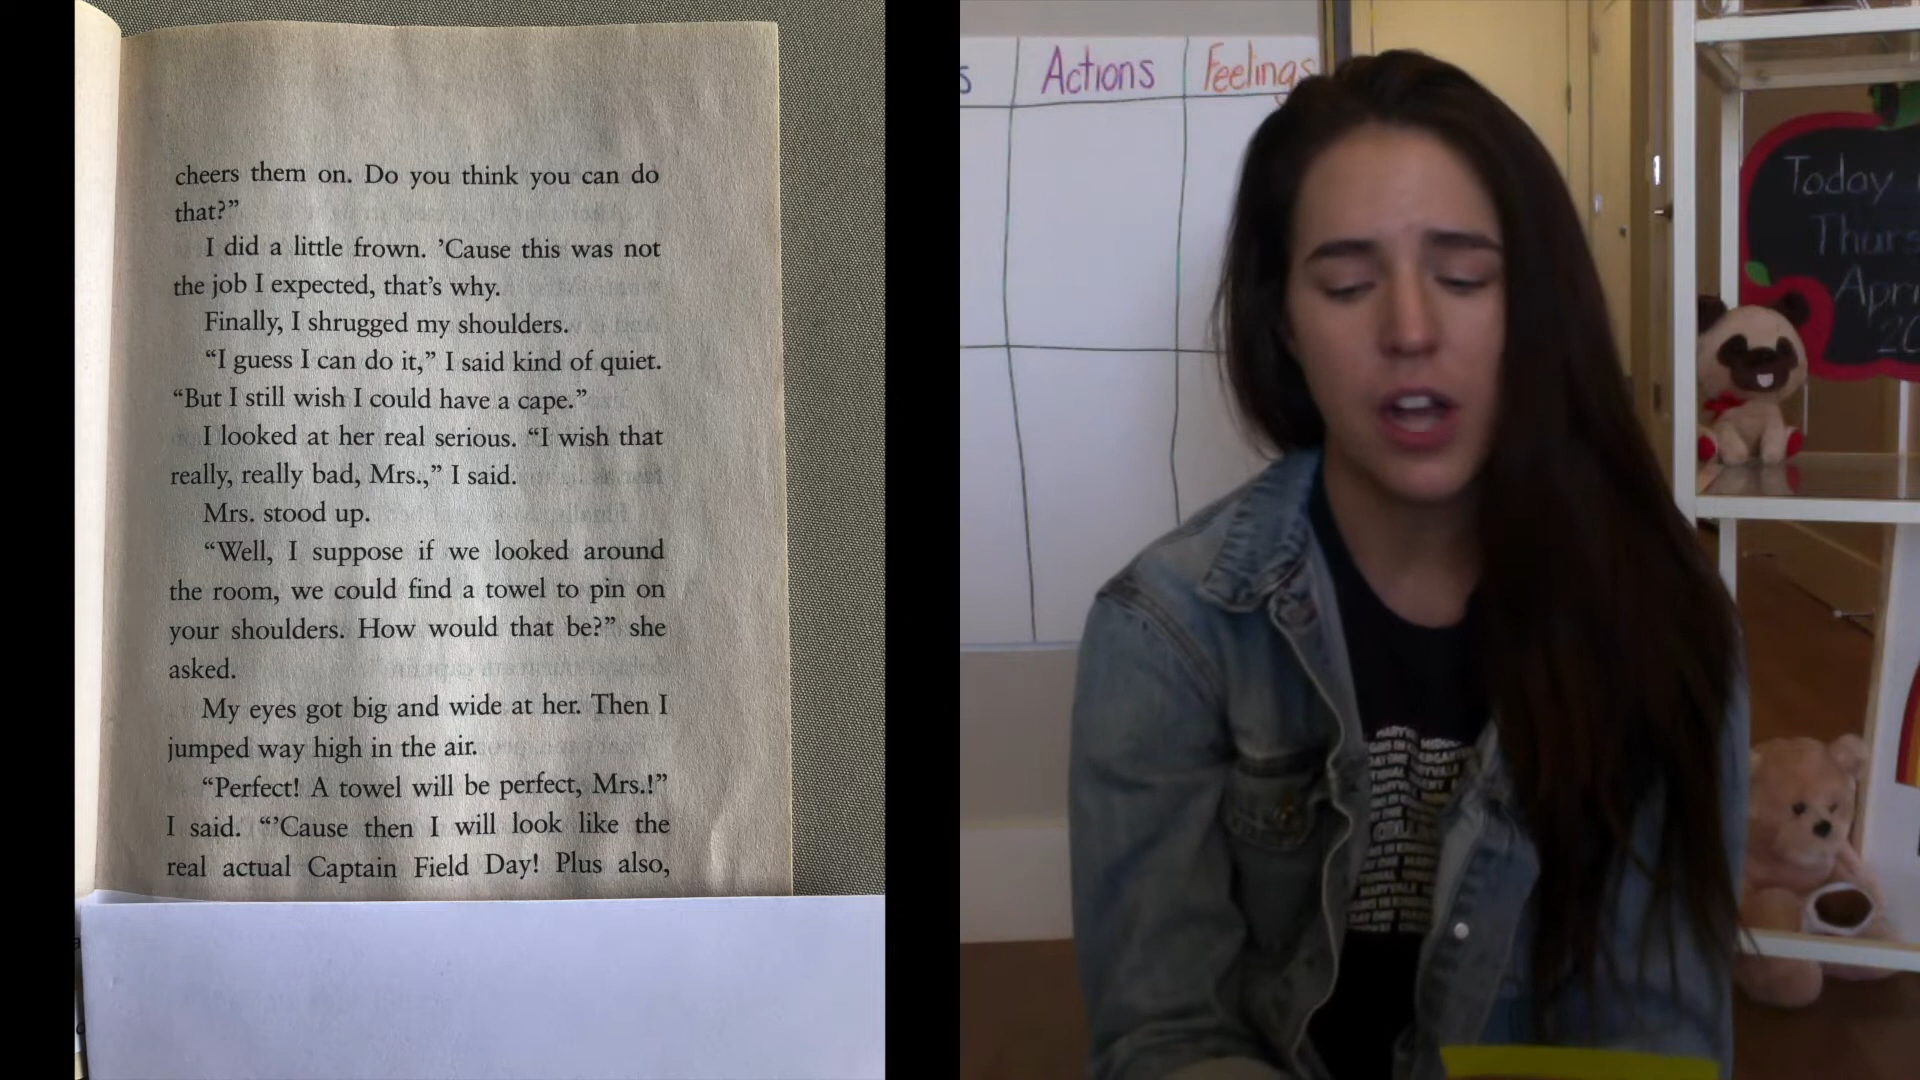 cheers them on. Do you think you can do
that?”
I did a little frown. ’Cause this was not
the job I expected, that’s why.
Finally, I shrugged my shoulders.
“I guess I can do it,” I said kind of quiet.
“But I still wish I could have a cape.”
I looked at her real serious. “I wish that
really, really bad, Mrs.,” I said.
Mrs. stood up.
“Well, I suppose if we looked around
the room, we could find a towel to pin on
your shoulders. How would that be?” she
asked.
My eyes got big and wide at her. Then I
jumped way high in the air.
“Perfect! A towel will be perfect, Mrs.!”
I said. “’Cause then I will look like the
real actual Captain Field Day! Plus also,
s Actions Feelings
Today
Thurs
Apri
20